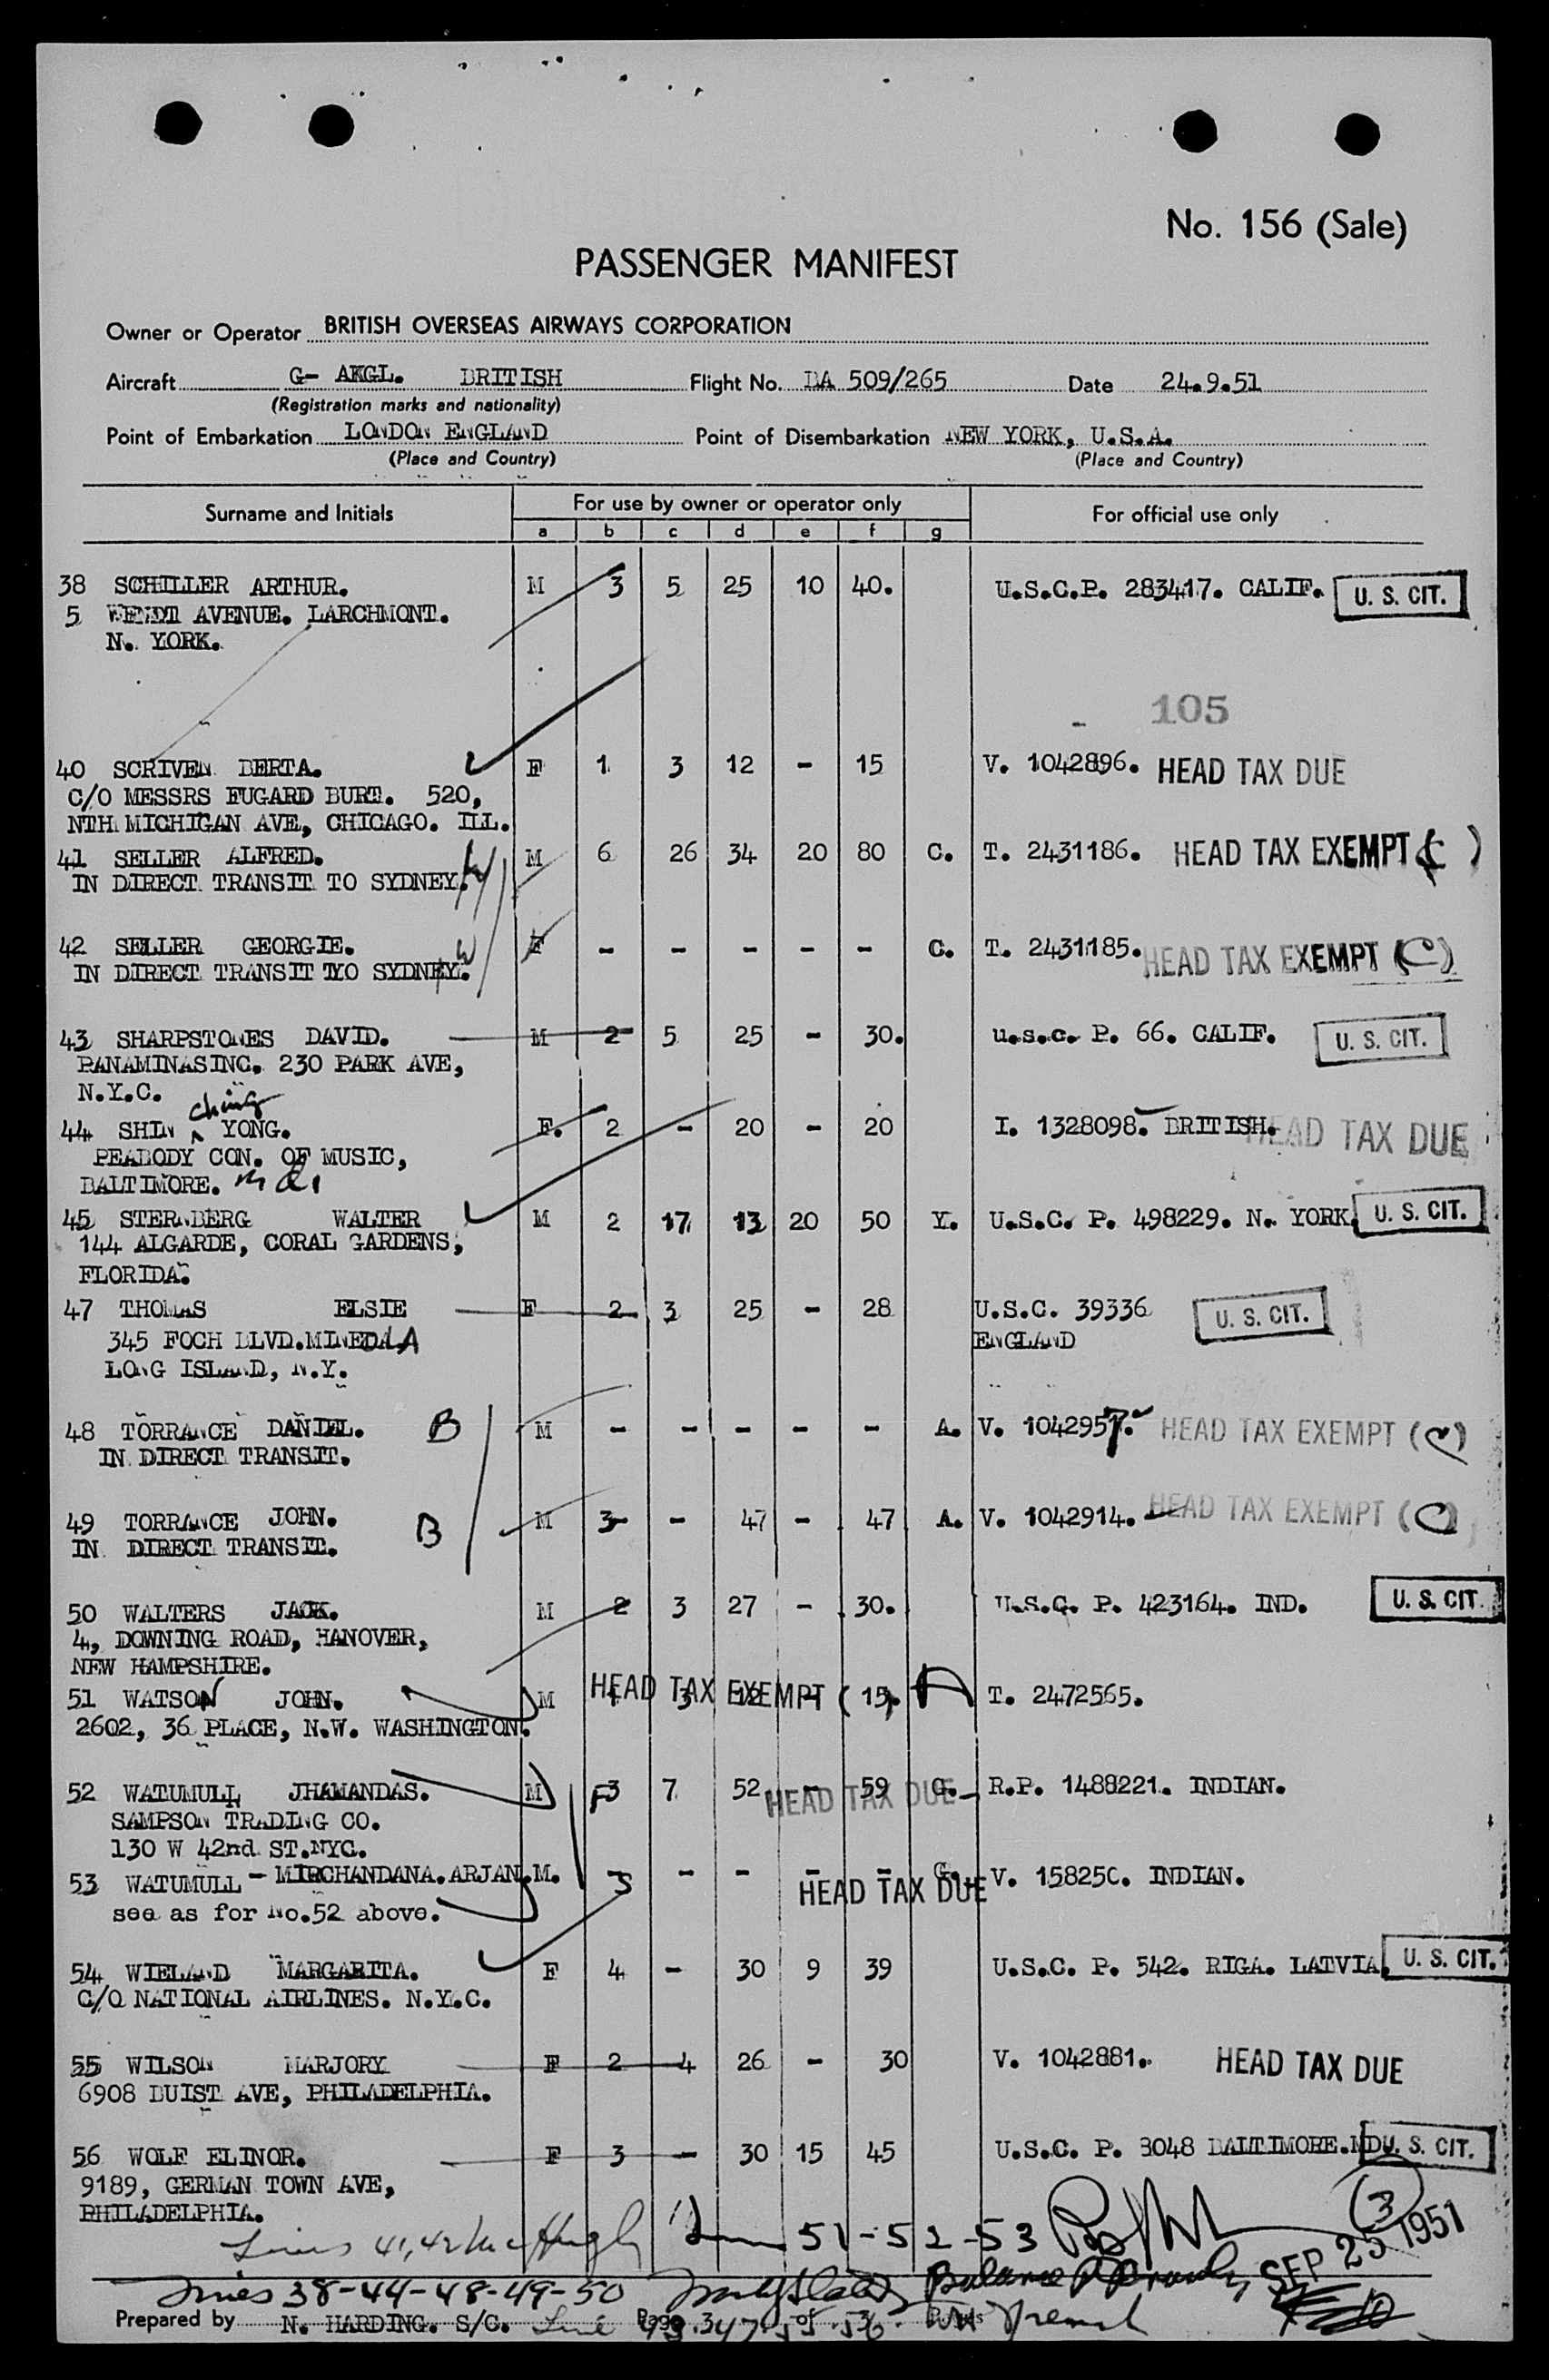 No. 156 (Sale)
PASSENGER MANIFEST
Owner or Operator BRITISH OVERSEAS AIRWAYS CORPORATION
Aircraft G- AKGL. BRITISH Flight No. BA 509/265 Date 24.9.51
(Registration marks and nationality)
Point of Embarkation LONDON ENGLAND Point of Disembarkation NEW YORK, U.S.A.
(Place and Country) (Place and Country)
Surname and Initials For use by owner or operator only For official use only
a b c d e f g
38 SCHILLER ARTHUR. M 3 5 25 10 40. U.S.C.P. 283417. CALIF. U. S. CIT.
5 WENDT AVENUE. LARCHMONT.
N. YORK.
105
40 SCRIVEN BERTA. F 1 3 12 - 15 V. 1042896. HEAD TAX DUE
C/O MESSRS FUGARD BURT. 520,
NTH MICHIGAN AVE, CHICAGO. ILL.
41 SELLER ALFRED. M 6 26 34 20 80 C. T. 2431186. HEAD TAX EXEMPT (C)
IN DIRECT TRANSIT TO SYDNEY.
42 SELLER GEORGIE. F - - - - - C. T. 2431185. HEAD TAX EXEMPT (C)
IN DIRECT TRANSIT TO SYDNEY. W
43 SHARPSTONES DAVID. M 2 5 25 - 30. u.s.c. P. 66. CALIF. U. S. CIT.
PANAMINASINC. 230 PARK AVE,
N.Y.C.
ching
44 SHIN YONG. F. 2 - 20 - 20 I. 1328098. BRITISH. HEAD TAX DUE
PEABODY CON. OF MUSIC,
BALTIMORE. Md
45 STERNBERG WALTER M 2 17 13 20 50 Y. U.S.C. P. 498229. N. YORK. U. S. CIT.
144 ALGARDE, CORAL GARDENS,
FLORIDA.
47 THOMAS ELSIE F 2 3 25 - 28 U.S.C. 39336 U. S. CIT.
345 FOCH BLVD.MINEOLA ENGLAND
LONG ISLAND, N.Y.
48 TORRANCE DANIEL. B M - - - - - A. V. 1042957. HEAD TAX EXEMPT (C)
IN DIRECT TRANSIT.
49 TORRANCE JOHN. B M 3 - 47 - 47 A. V. 1042914. HEAD TAX EXEMPT (C)
IN DIRECT TRANSIT.
50 WALTERS JACK. M 2 3 27 - 30. U.S.C. P. 423164. IND. U. S. CIT.
4, DOWNING ROAD, HANOVER,
NEW HAMPSHIRE.
51 WATSON JOHN. M 1 3 12 - 15. HEAD TAX EXEMPT (A T. 2472565.
2602, 36 PLACE, N.W. WASHINGTON.
52 WATUMULL JHAMANDAS. M 3 7 52 - 59 G. HEAD TAX DUE R.P. 1488221. INDIAN.
SAMPSON TRADING CO.
130 W 42nd ST.NYC.
53 WATUMULL - MIRCHANDANA. ARJAN. M. - - - - - G. HEAD TAX DUE V. 158250. INDIAN.
see as for No.52 above.
54 WIELAND MARGARITA. F 4 - 30 9 39 U.S.C. P. 542. RIGA. LATVIA. U. S. CIT.
C/O NATIONAL AIRLINES. N.Y.C.
55 WILSON MARJORY F 2 4 26 - 30 V. 1042881. HEAD TAX DUE
6908 BUIST AVE, PHILADELPHIA.
56 WOLF ELINOR. F 3 - 30 15 45 U.S.C. P. 3048 BALTIMORE.MD U. S. CIT.
9189, GERMAN TOWN AVE,
PHILADELPHIA.
Lines 41,42 McHugh 51-52-53 (3)
SEP 25 1951
Lines 38-44-48-49-50 Balance
Prepared by N. HARDING. S/C. Line Page 3 of